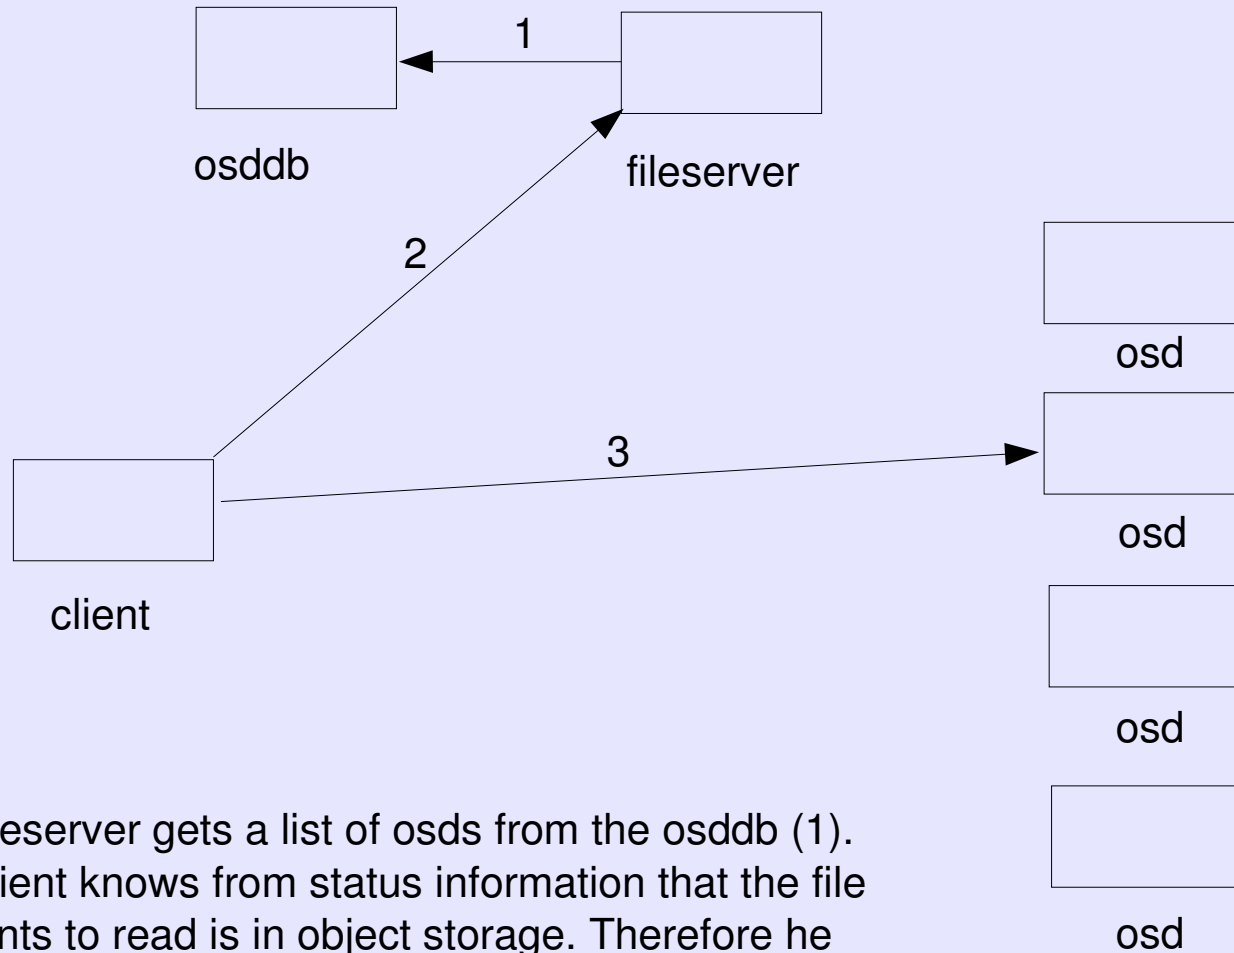 1
osddb
fileserver
2
osd
3
osd
client
osd
eserver gets a list of osds from the osddb (1).
ient knows from status information that the file
nts to read is in object storage. Therefore he
osd